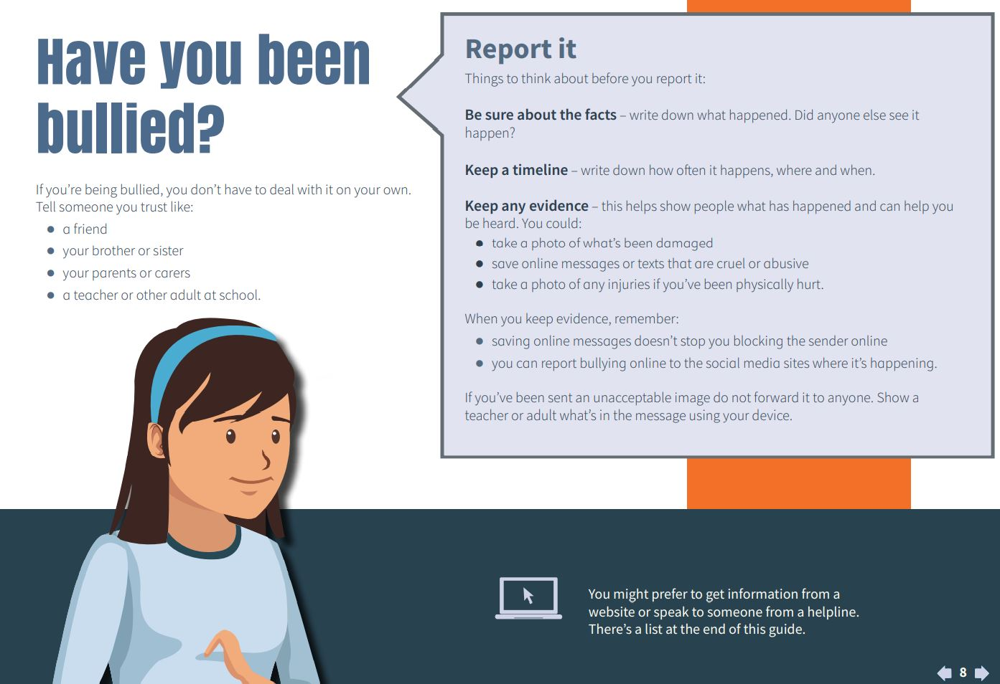 Have you been
bullied?
If you're being bullied, you don't have to deal with it on your own.
Tell someone you trust like:
● a friend
● your brother or sister
● your parents or carers
● a teacher or other adult at school.
Report it
Things to think about before you report it:
Be sure about the facts – write down what happened. Did anyone else see it
happen?
Keep a timeline – write down how often it happens, where and when.
Keep any evidence – this helps show people what has happened and can help you
be heard. You could:
● take a photo of what's been damaged
● save online messages or texts that are cruel or abusive
● take a photo of any injuries if you've been physically hurt.
When you keep evidence, remember:
● saving online messages doesn't stop you blocking the sender online
● you can report bullying online to the social media sites where it's happening.
If you've been sent an unacceptable image do not forward it to anyone. Show a
teacher or adult what's in the message using your device.
You might prefer to get information from a
website or speak to someone from a helpline.
There's a list at the end of this guide.
8